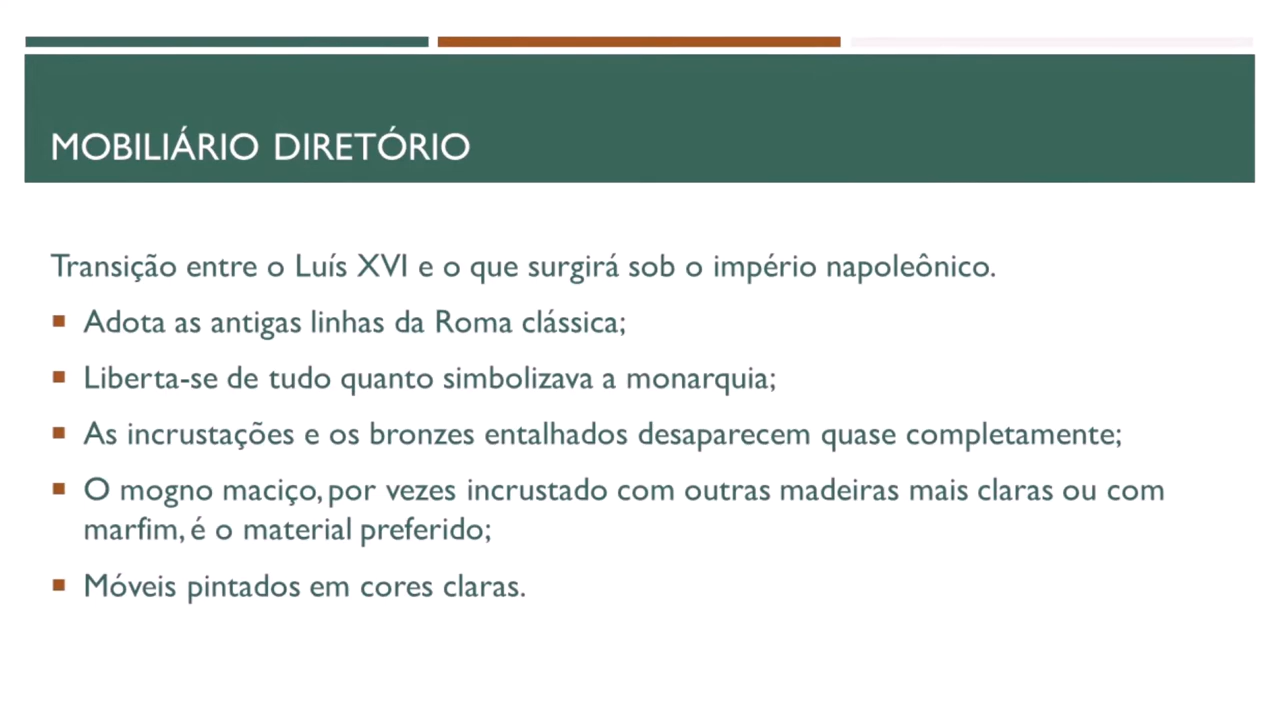 MOBILIÁRIO DIRETÓRIO
Transição entre o Luís XVI e o que surgirá sob o império napoleônico.
▪ Adota as antigas linhas da Roma clássica;
▪ Liberta-se de tudo quanto simbolizava a monarquia;
▪ As incrustações e os bronzes entalhados desaparecem quase completamente;
▪ O mogno maciço, por vezes incrustado com outras madeiras mais claras ou com
marfim, é o material preferido;
▪ Móveis pintados em cores claras.